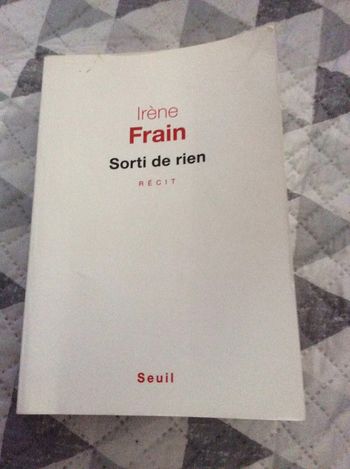 Irène
Frain
Sorti de rien
RÉCIT
Seuil